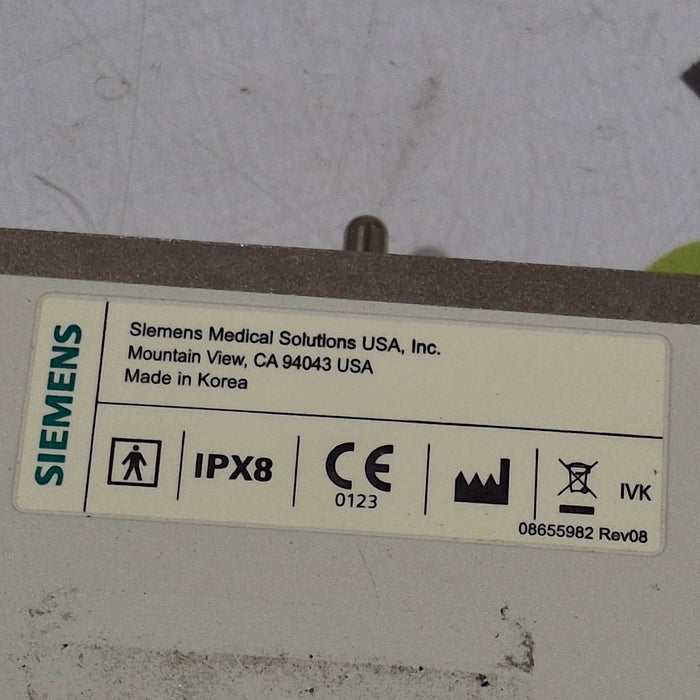 SIEMENS
Siemens Medical Solutions USA, Inc.
Mountain View, CA 94043 USA
Made in Korea
IPX8
CE
0123
IVK
08655982 Rev08